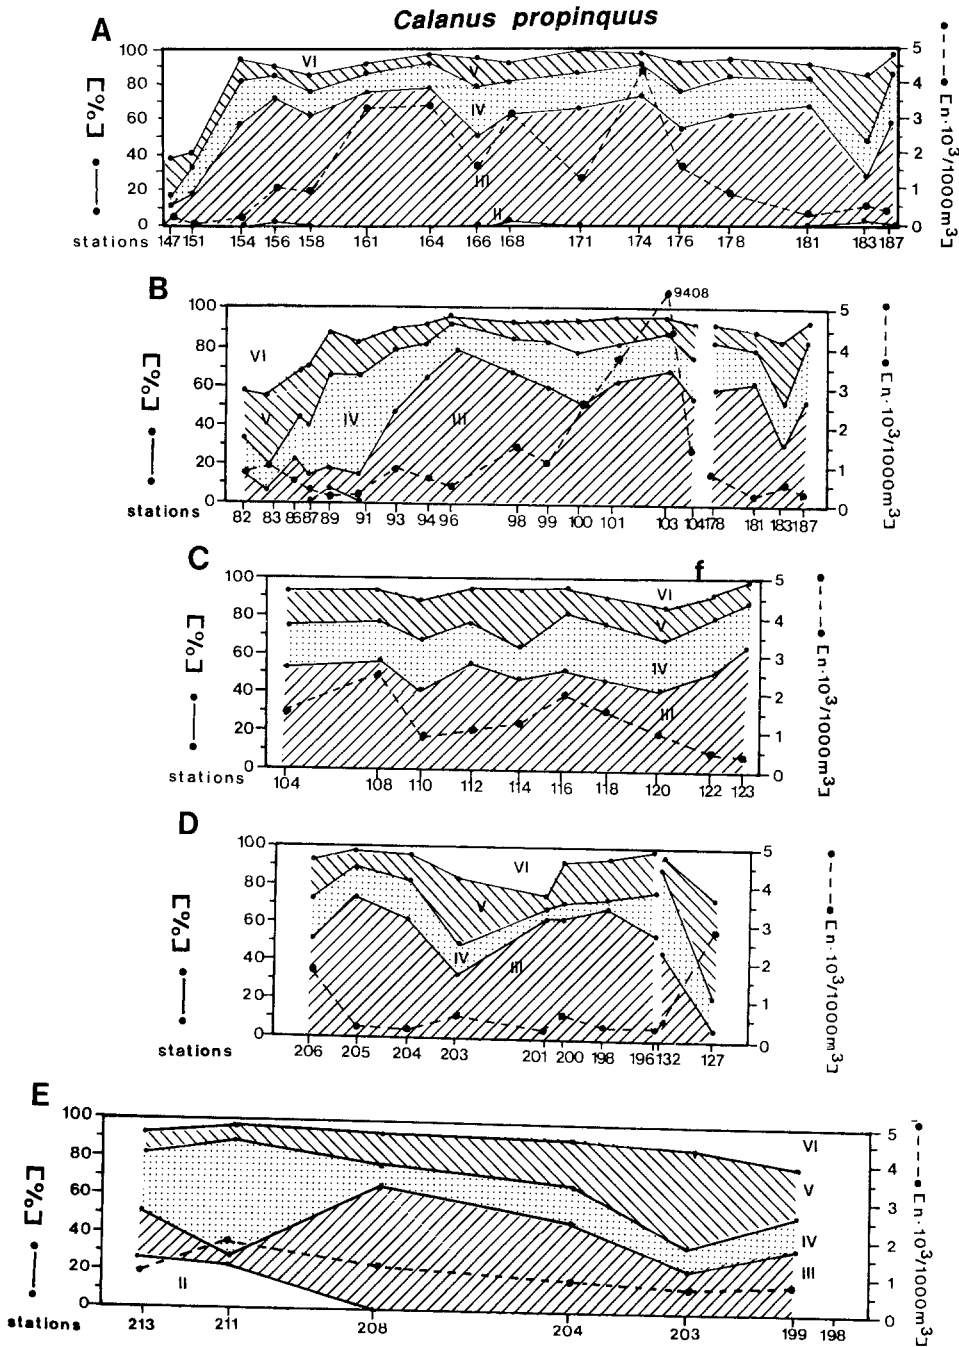 Calanus propinquus
A
100
80
60
40
20
0
[%]
VI
V
IV
III
II
5
4
3
2
1
0
[n·10³/1000m³]
stations 147 151 154 156 158 161 164 166 168 171 174 176 178 181 183 187
B
100
80
60
40
20
0
[%]
VI
V
IV
III
9408
5
4
3
2
1
0
[n·10³/1000m³]
stations 82 83 86 87 89 91 93 94 96 98 99 100 101 103 104 178 181 183 187
C
f
100
80
60
40
20
0
[%]
VI
V
IV
III
5
4
3
2
1
0
[n·10³/1000m³]
stations 104 108 110 112 114 116 118 120 122 123
D
100
80
60
40
20
0
[%]
VI
V
IV
III
5
4
3
2
1
0
[n·10³/1000m³]
stations 206 205 204 203 201 200 198 196 132 127
E
100
80
60
40
20
0
[%]
VI
V
IV
III
II
5
4
3
2
1
0
[n·10³/1000m³]
stations 213 211 208 204 203 199 198